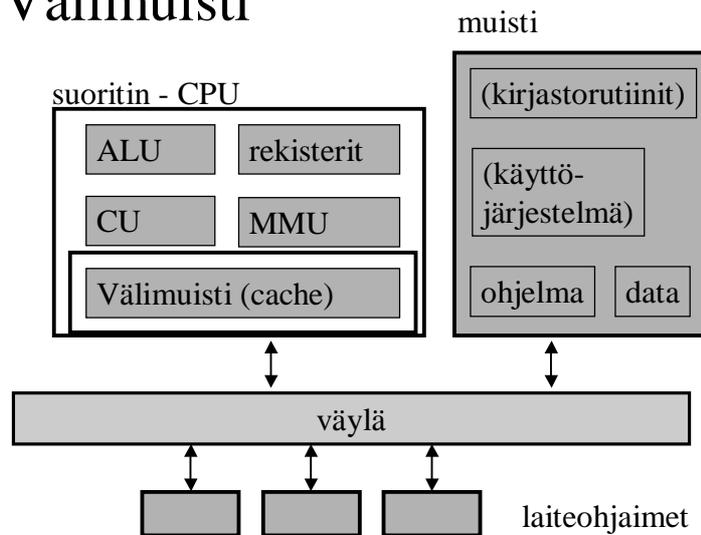 Välimuisti
muisti
suoritin - CPU
(kirjastorutiinit)
ALU
rekisterit
(käyttö-
järjestelmä)
CU
MMU
Välimuisti (cache)
ohjelma
data
väylä
laiteohjaimet